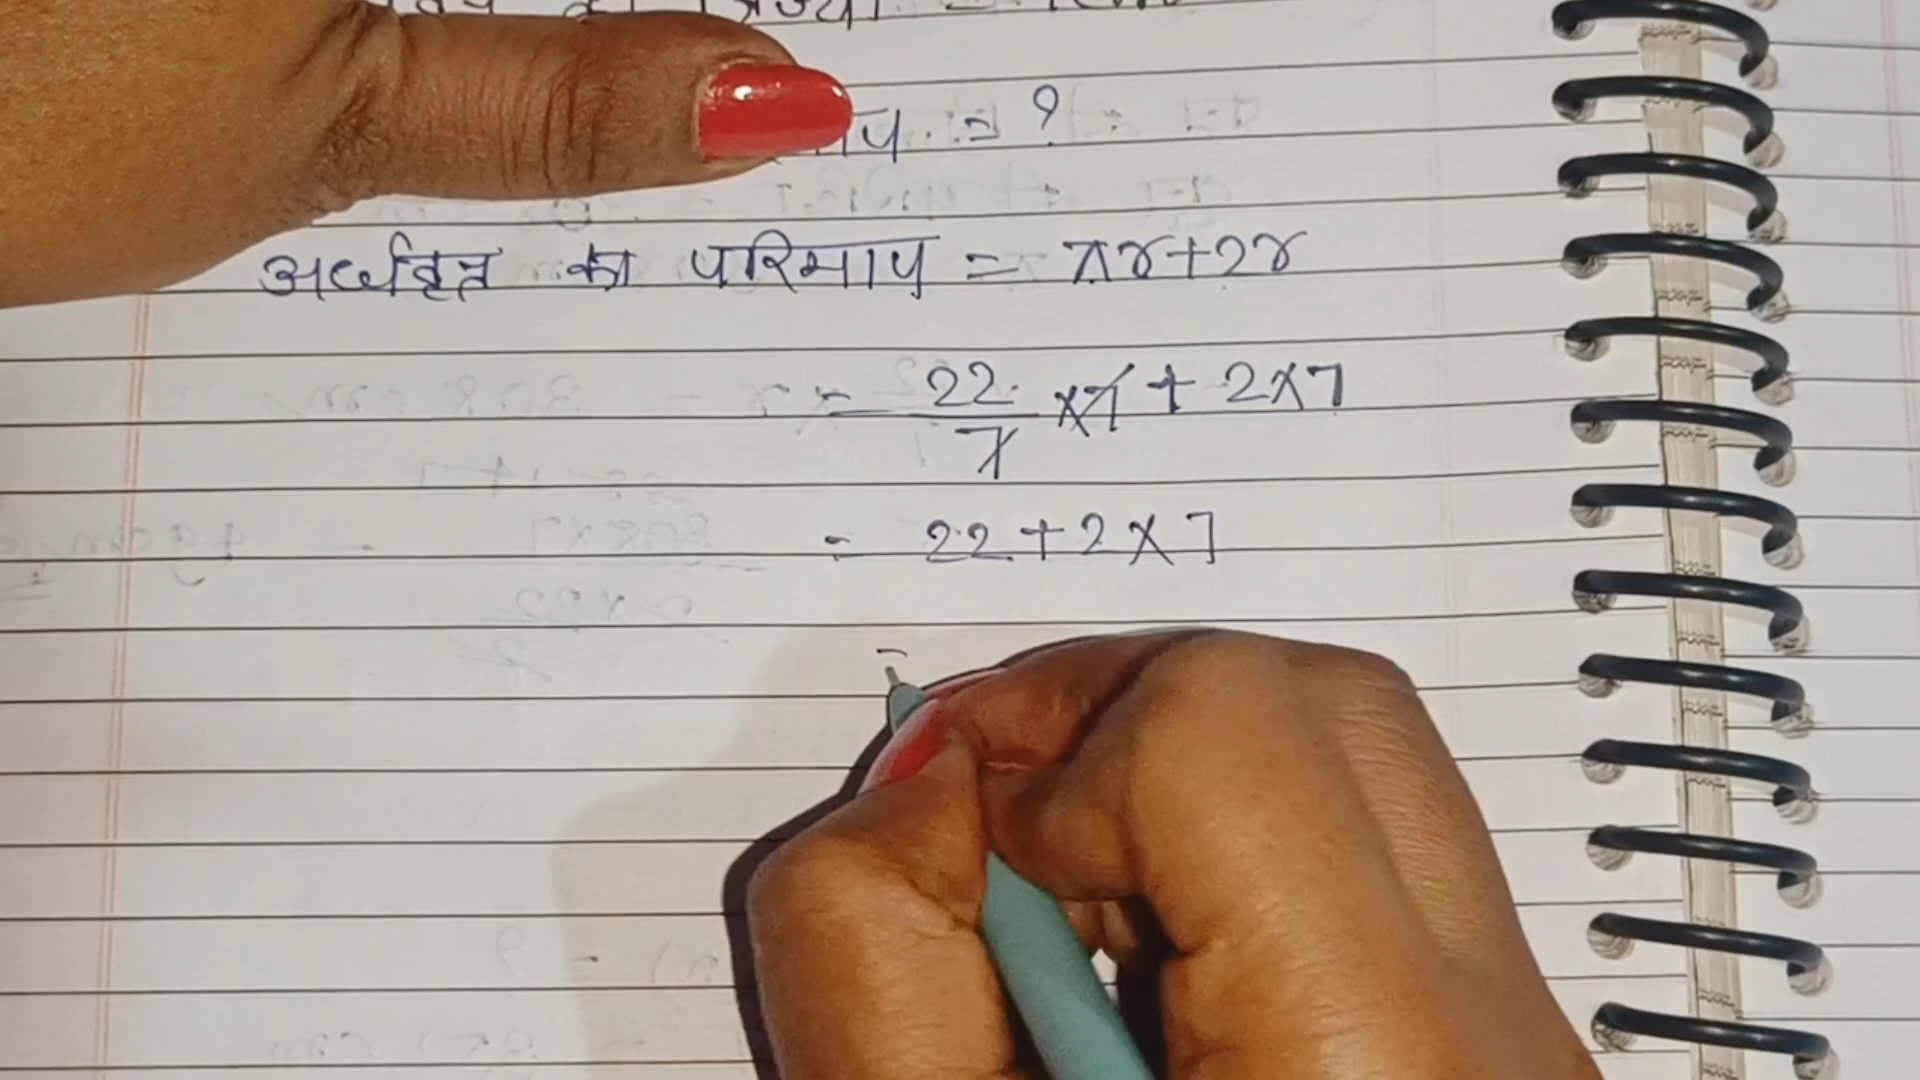 = ?
अर्धवृत्त का परिमाप = πr+2r
= 22/7 ×7 + 2×7
= 22+2×7
=